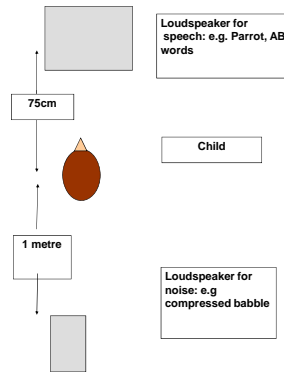 Loudspeaker for
speech: e.g. Parrot, AB
words
75cm
Child
1 metre
Loudspeaker for
noise: e.g
compressed babble